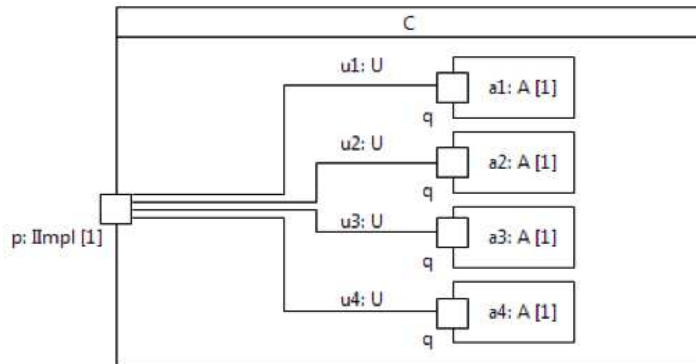 C
u1: U
a1: A [1]
q
u2: U
a2: A [1]
q
p: IImpl [1]
u3: U
a3: A [1]
q
u4: U
a4: A [1]
q